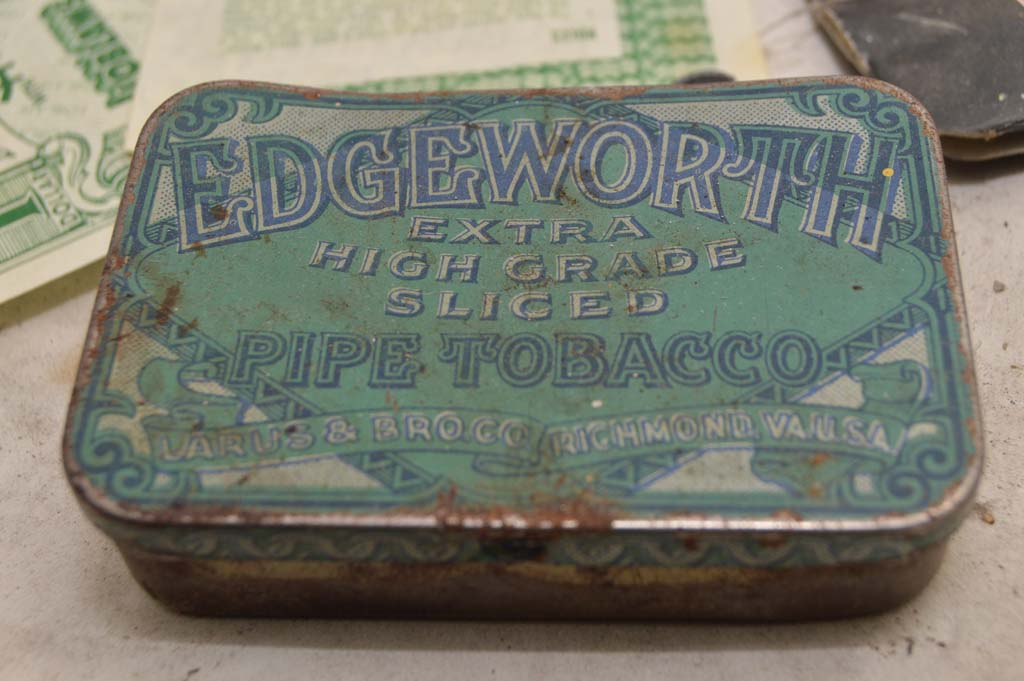 EDGEWORTH
EXTRA
HIGH GRADE
SLICED
PIPE TOBACCO
LARUS & BRO. CO. RICHMOND, VA. U.S.A.